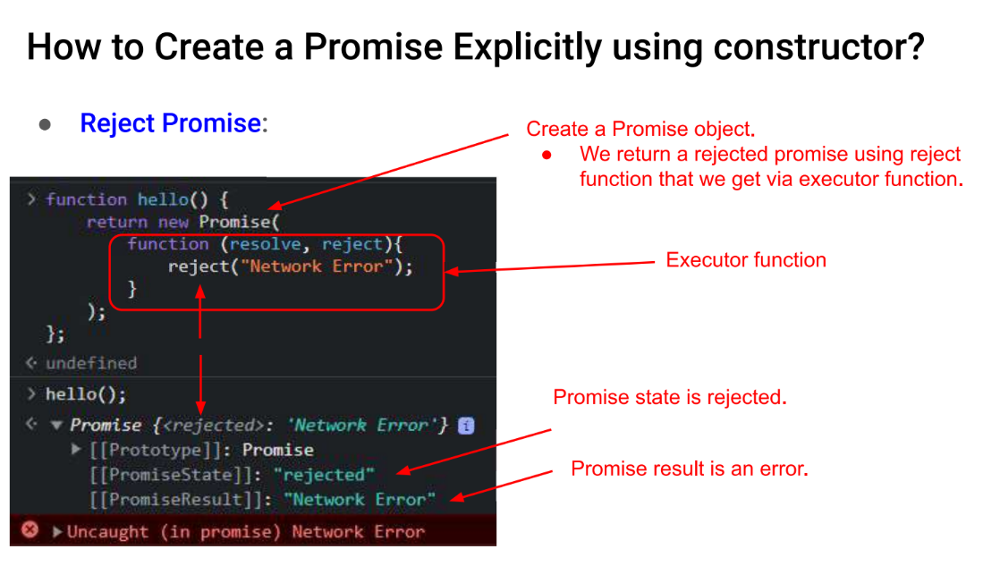 How to Create a Promise Explicitly using constructor?
● Reject Promise:
Create a Promise object.
● We return a rejected promise using reject
function that we get via executor function.
> function hello() {
return new Promise(
function (resolve, reject){
reject("Network Error");
}
);
};
Executor function
<· undefined
> hello();
<· ▼ Promise {<rejected>: 'Network Error'} i
▶ [[Prototype]]: Promise
[[PromiseState]]: "rejected"
[[PromiseResult]]: "Network Error"
Promise state is rejected.
Promise result is an error.
▶Uncaught (in promise) Network Error